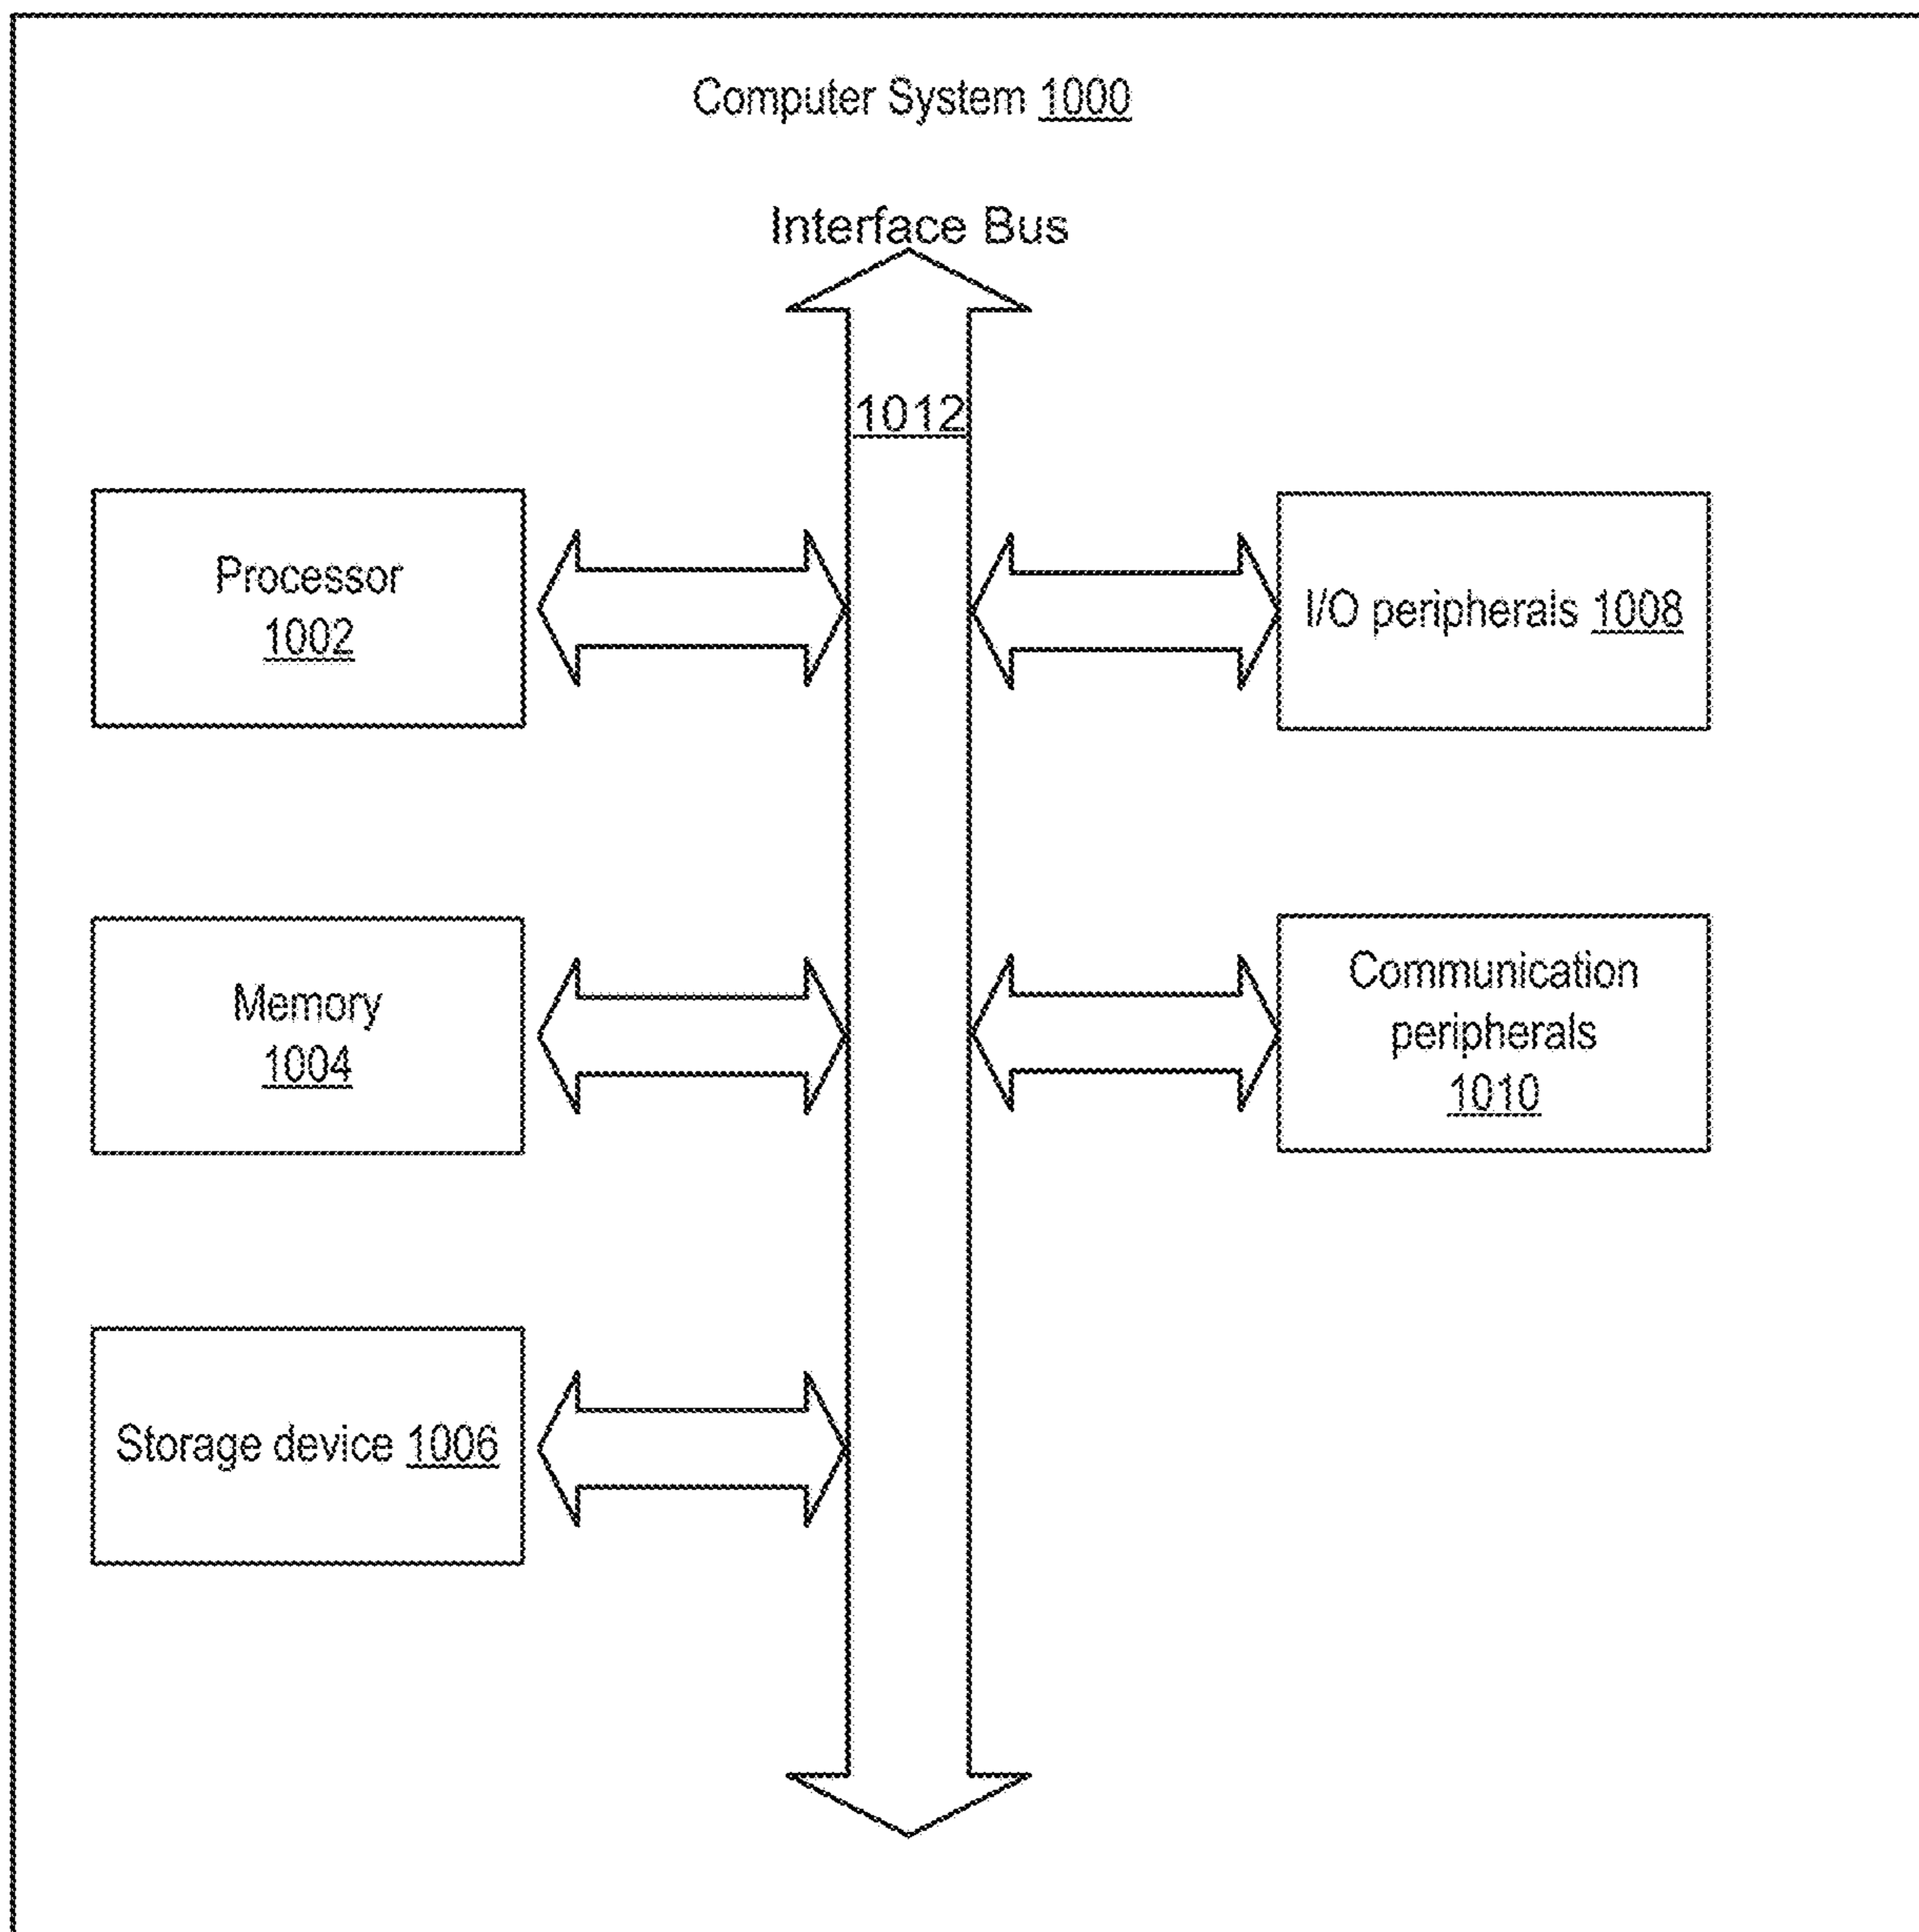 Computer System 1000
Interface Bus
1012
Processor
1002
I/O peripherals 1008
Memory
1004
Communication
peripherals
1010
Storage device 1006